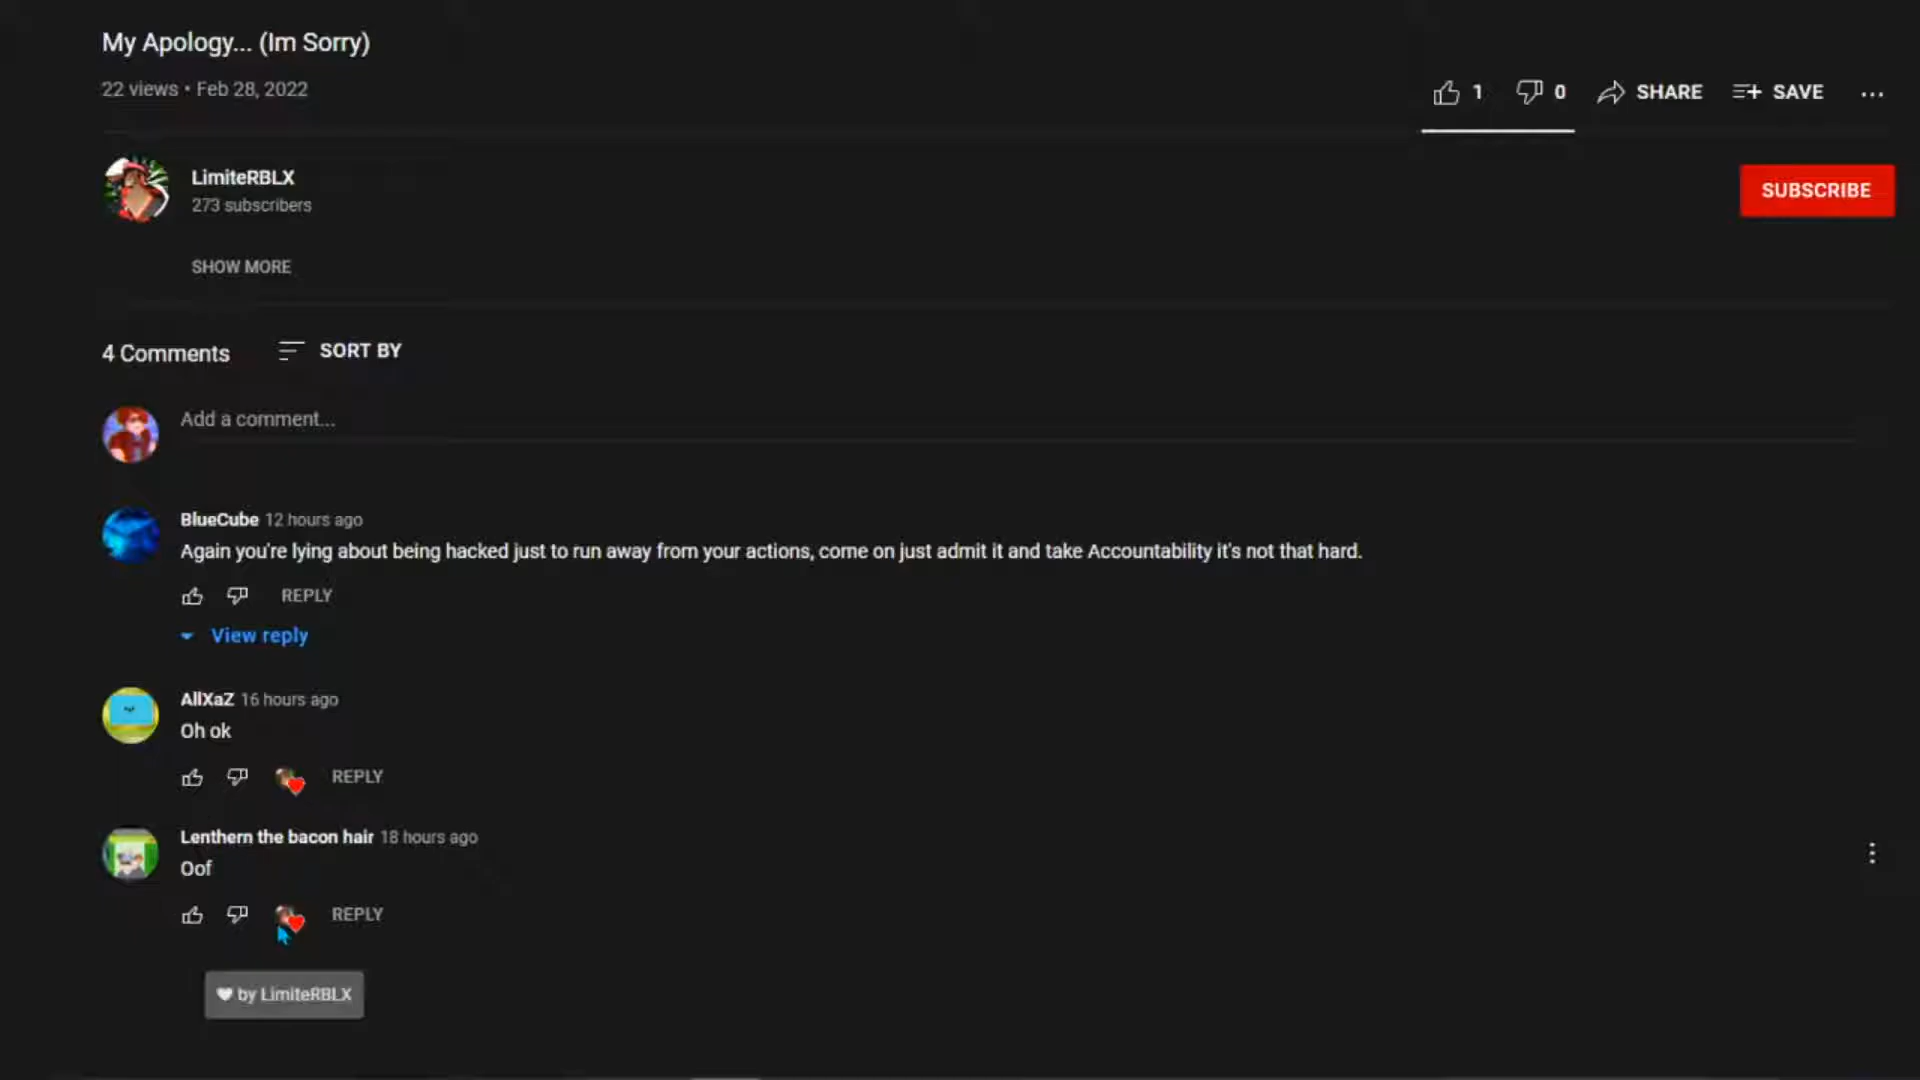 My Apology... (Im Sorry)
22 views • Feb 28, 2022
1
0
SHARE
SAVE
LimiteRBLX
273 subscribers
SUBSCRIBE
SHOW MORE
4 Comments
SORT BY
Add a comment...
BlueCube 12 hours ago
Again you're lying about being hacked just to run away from your actions, come on just admit it and take Accountability it's not that hard.
REPLY
View reply
AllXaZ 16 hours ago
Oh ok
REPLY
Lenthern the bacon hair 18 hours ago
Oof
REPLY
by LimiteRBLX